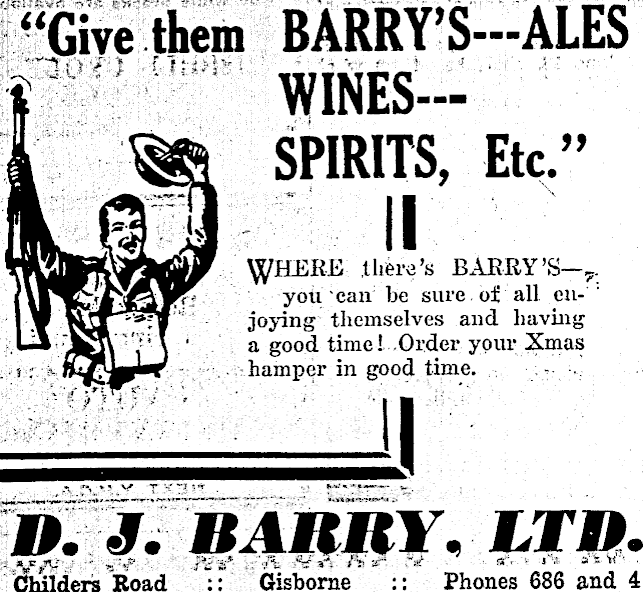 “Give them BARRY’S---ALES
WINES---
SPIRITS, Etc.”
WHERE there’s BARRY’S—
you can be sure of all en-
joying themselves and having
a good time! Order your Xmas
hamper in good time.
D. J. BARRY, LTD.
Childers Road :: Gisborne :: Phones 686 and 4